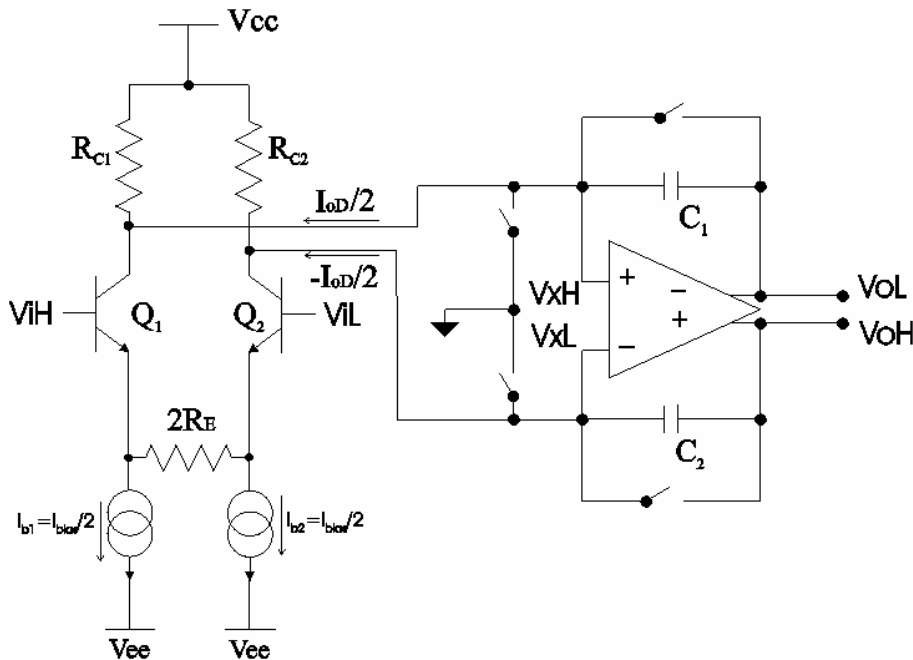 Vcc
RC1
RC2
IoD/2
-IoD/2
C1
ViH
Q1
Q2
ViL
VxH
VxL
+
−
−
+
VoL
VoH
2RE
C2
Ib1=Ibias/2
Ib2=Ibias/2
Vee
Vee